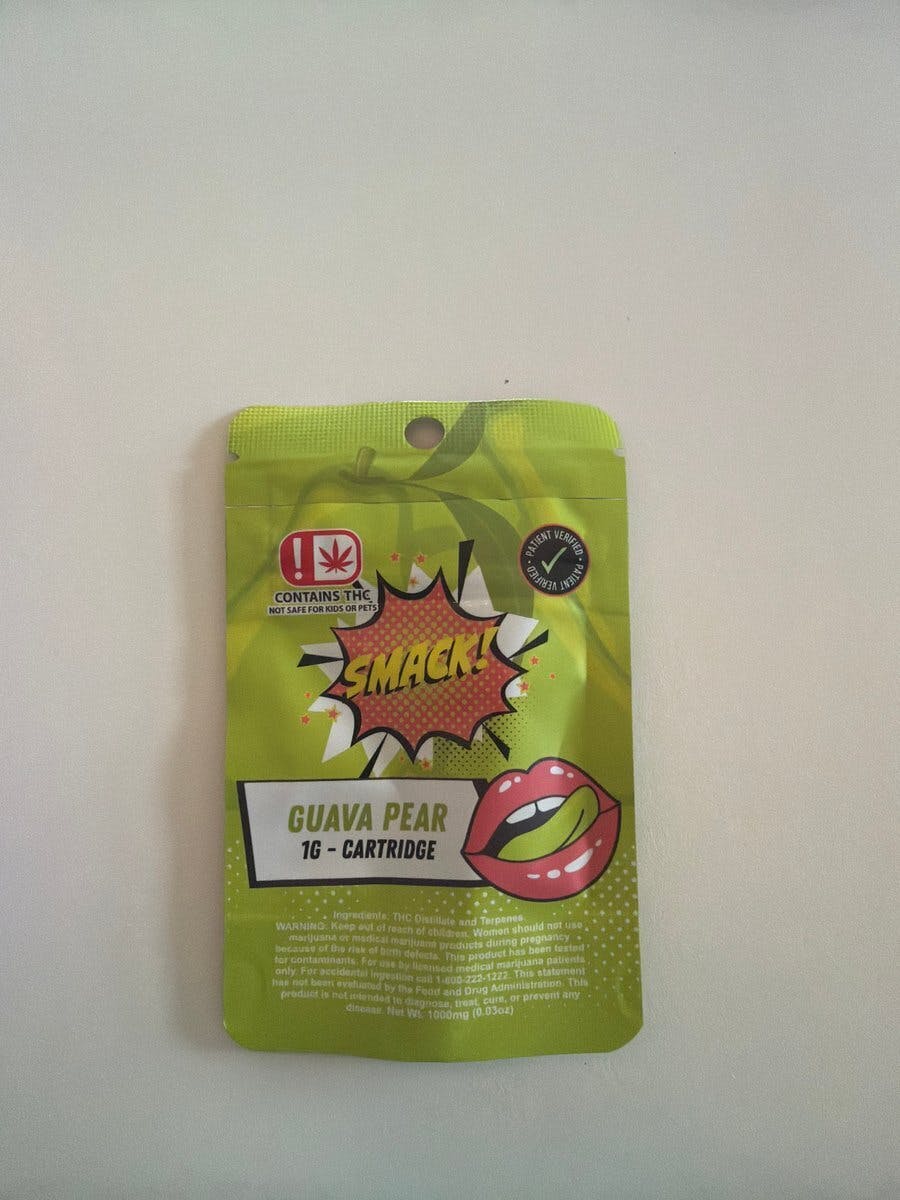 PATIENT VERIFIED • PATIENT VERIFIED •
!
CONTAINS THC
NOT SAFE FOR KIDS OR PETS
SMACK!
GUAVA PEAR
1G - CARTRIDGE
Ingredients: THC Distillate and Terpenes
WARNING: Keep out of reach of children. Women should not use
marijuana or medical marijuana products during pregnancy
because of the risk of birth defects. This product has been tested
for contaminants. For use by licensed medical marijuana patients
only. For accidental ingestion call 1-800-222-1222. This statement
has not been evaluated by the Food and Drug Administration. This
product is not intended to diagnose, treat, cure, or prevent any
disease. Net Wt. 1000mg (0.03oz)